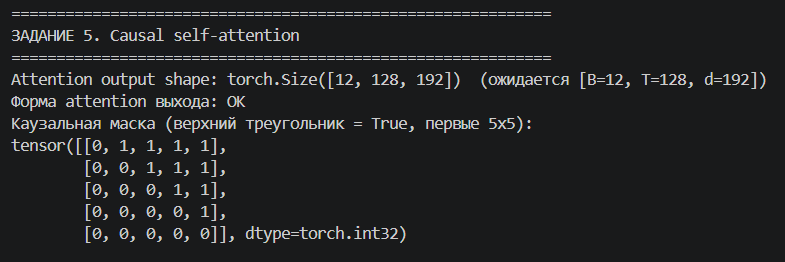 ============================================================
ЗАДАНИЕ 5. Causal self-attention
============================================================
Attention output shape: torch.Size([12, 128, 192])  (ожидается [B=12, T=128, d=192])
Форма attention выхода: OK
Каузальная маска (верхний треугольник = True, первые 5x5):
tensor([[0, 1, 1, 1, 1],
        [0, 0, 1, 1, 1],
        [0, 0, 0, 1, 1],
        [0, 0, 0, 0, 1],
        [0, 0, 0, 0, 0]], dtype=torch.int32)